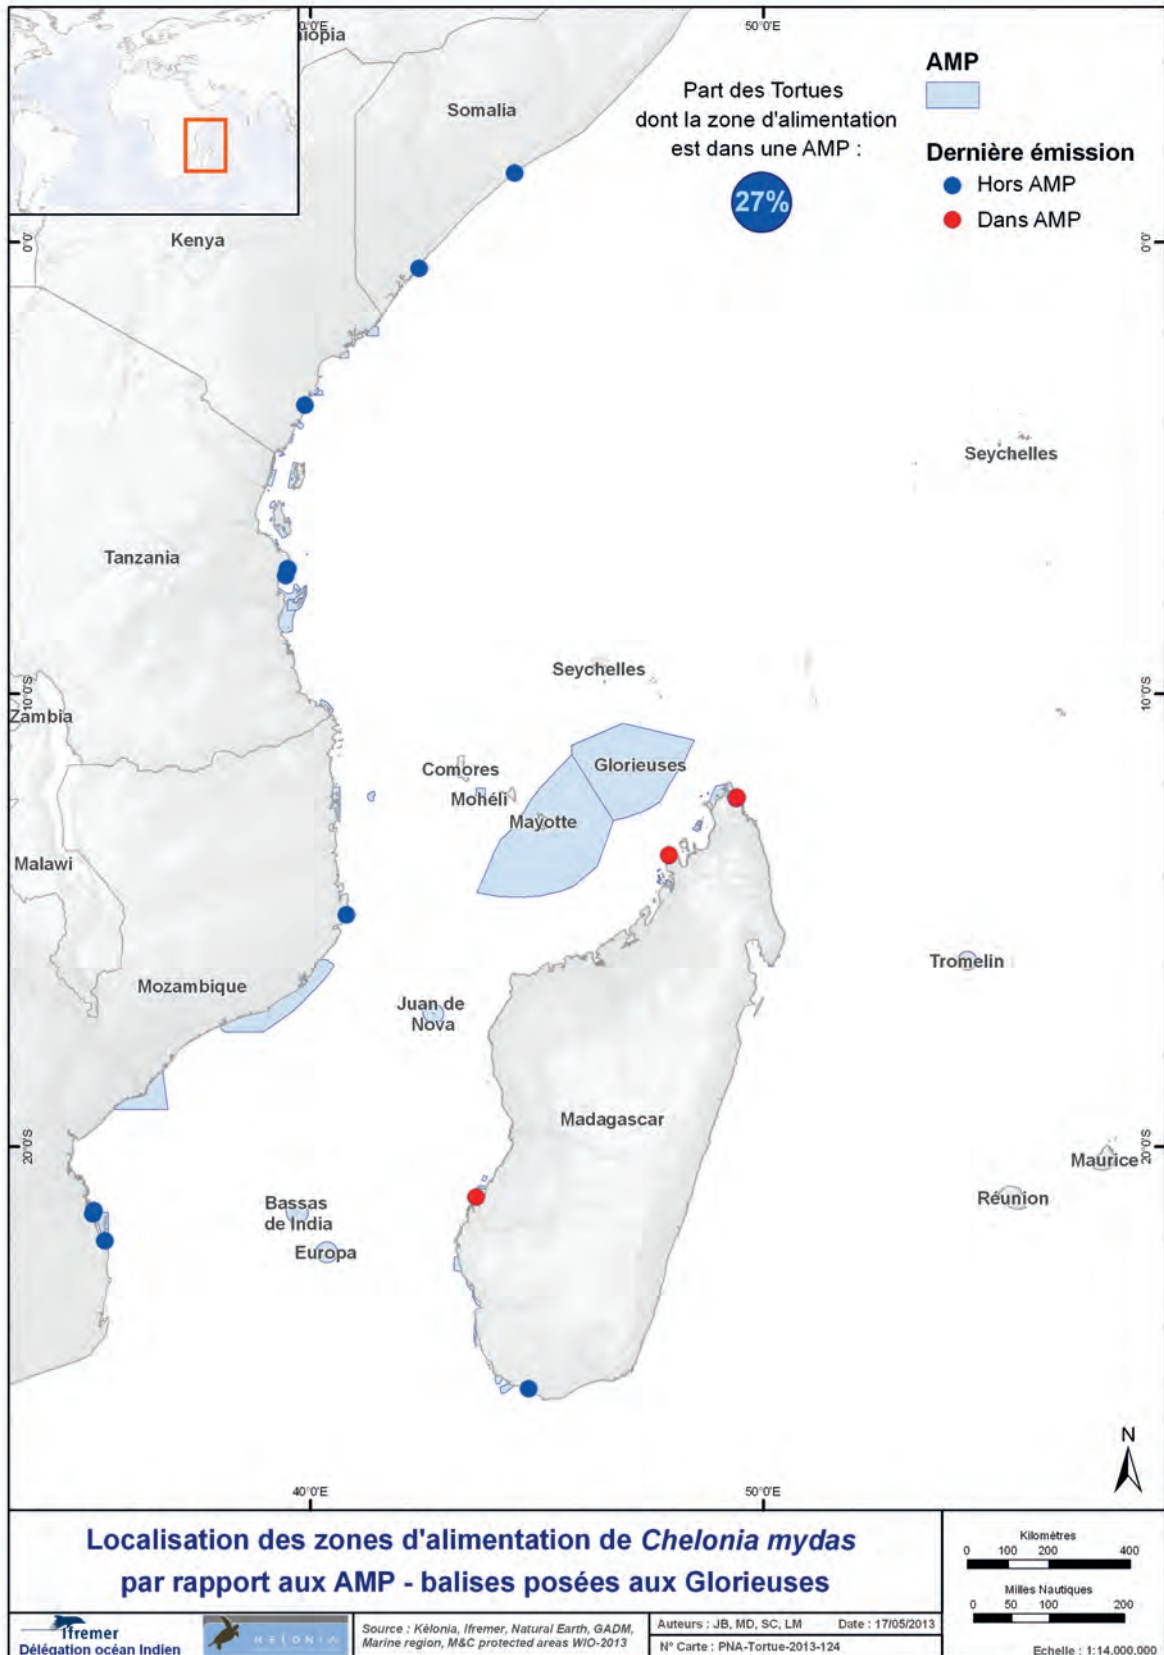 0°0'E
50°0'E
iopia
Somalia
Part des Tortues
dont la zone d'alimentation
est dans une AMP :
27%
AMP
Dernière émission
Hors AMP
Dans AMP
Kenya
0°0'
0°0'
Seychelles
Tanzania
Seychelles
10°0'S
10°0'S
Zambia
Comores
Glorieuses
Mohéli
Mayotte
Malawi
Tromelin
Mozambique
Juan de
Nova
Madagascar
20°0'S
20°0'S
Maurice
Réunion
Bassas
de India
Europa
N
40°0'E
50°0'E
Localisation des zones d'alimentation de Chelonia mydas
par rapport aux AMP - balises posées aux Glorieuses
Kilomètres
0 100 200 400
Milles Nautiques
0 50 100 200
Echelle : 1:14.000.000
Ifremer
Délégation océan Indien
KELONIA
Source : Kélonia, Ifremer, Natural Earth, GADM,
Marine region, M&C protected areas WIO-2013
Auteurs : JB, MD, SC, LM Date : 17/05/2013
N° Carte : PNA-Tortue-2013-124